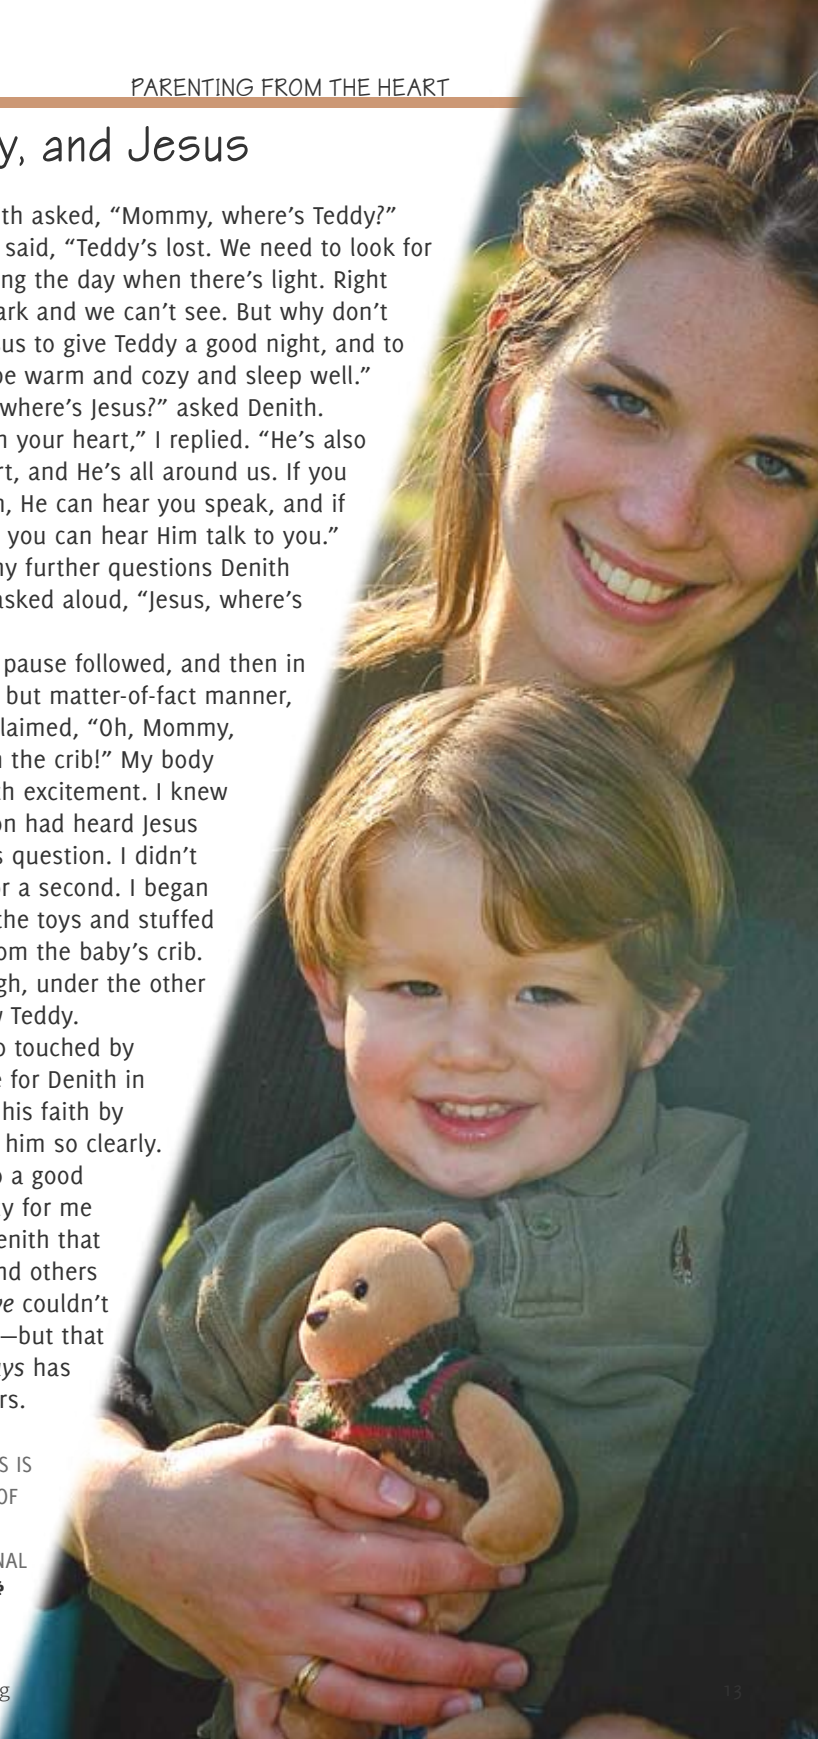 PARENTING FROM THE HEART
y, and Jesus
th asked, “Mommy, where’s Teddy?”
said, “Teddy’s lost. We need to look for
ng the day when there’s light. Right
ark and we can’t see. But why don’t
us to give Teddy a good night, and to
be warm and cozy and sleep well.”
where’s Jesus?” asked Denith.
n your heart,” I replied. “He’s also
rt, and He’s all around us. If you
n, He can hear you speak, and if
you can hear Him talk to you.”
ny further questions Denith
asked aloud, “Jesus, where’s
pause followed, and then in
but matter-of-fact manner,
claimed, “Oh, Mommy,
n the crib!” My body
th excitement. I knew
on had heard Jesus
s question. I didn’t
or a second. I began
the toys and stuffed
om the baby’s crib.
gh, under the other
y Teddy.
o touched by
e for Denith in
his faith by
him so clearly.
o a good
y for me
enith that
nd others
ve couldn’t
—but that
ays has
rs.
S IS
OF
NAL
?
g
13